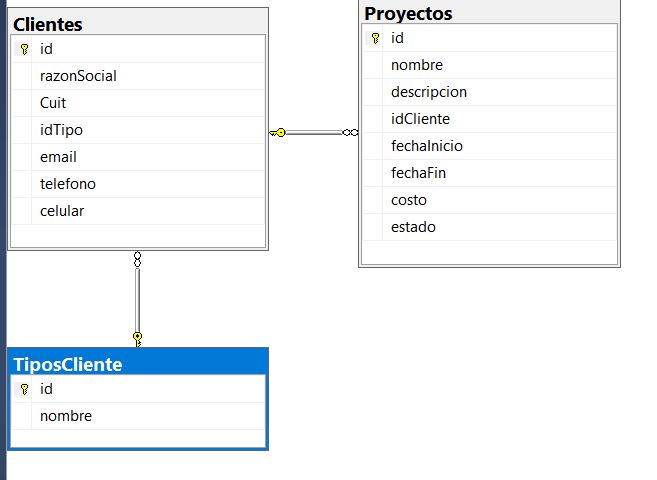 Clientes
id
razonSocial
Cuit
idTipo
email
telefono
celular
Proyectos
id
nombre
descripcion
idCliente
fechaInicio
fechaFin
costo
estado
TiposCliente
id
nombre